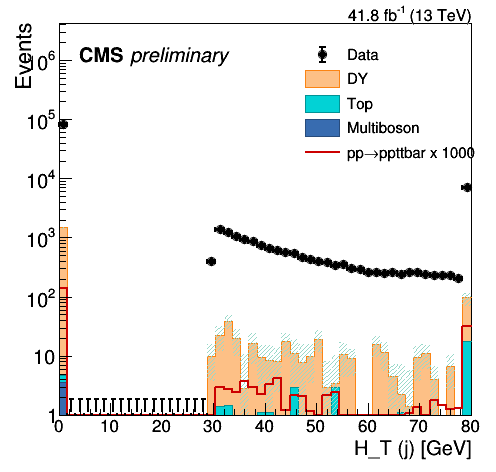 41.8 fb⁻¹ (13 TeV)
Events
CMS preliminary
Data
DY
Top
Multiboson
pp→ppttbar x 1000
10⁶
10⁵
10⁴
10³
10²
10
1
0 10 20 30 40 50 60 70 80
H_T (j) [GeV]